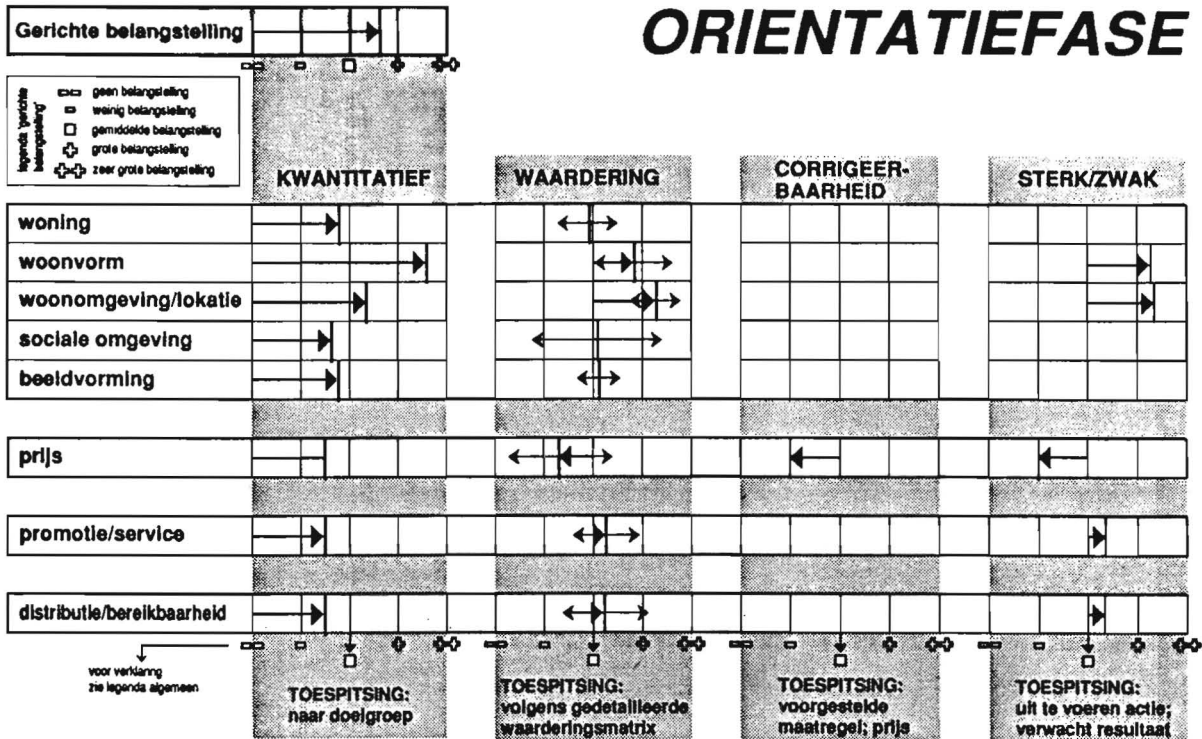 ORIENTATIEFASE
Gerichte belangstelling
legenda 'gerichte
belangstelling'
geen belangstelling
weinig belangstelling
gemiddelde belangstelling
grote belangstelling
zeer grote belangstelling
KWANTITATIEF
WAARDERING
CORRIGEER-
BAARHEID
STERK/ZWAK
woning
woonvorm
woonomgeving/lokatie
sociale omgeving
beeldvorming
prijs
promotie/service
distributie/bereikbaarheid
voor verklaring
zie legenda algemeen
TOESPITSING:
naar doelgroep
TOESPITSING:
volgens gedetailleerde
waarderingsmatrix
TOESPITSING:
voorgestelde
maatregel; prijs
TOESPITSING:
uit te voeren actie;
verwacht resultaat